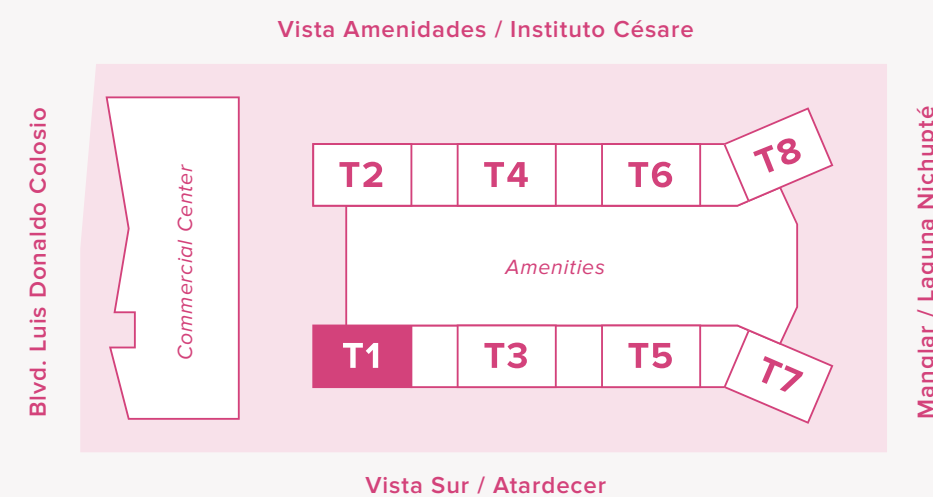 Vista Amenidades / Instituto Césare
Blvd. Luis Donaldo Colosio
Commercial Center
T2
T4
T6
T8
Amenities
T1
T3
T5
T7
Manglar / Laguna Nichupté
Vista Sur / Atardecer